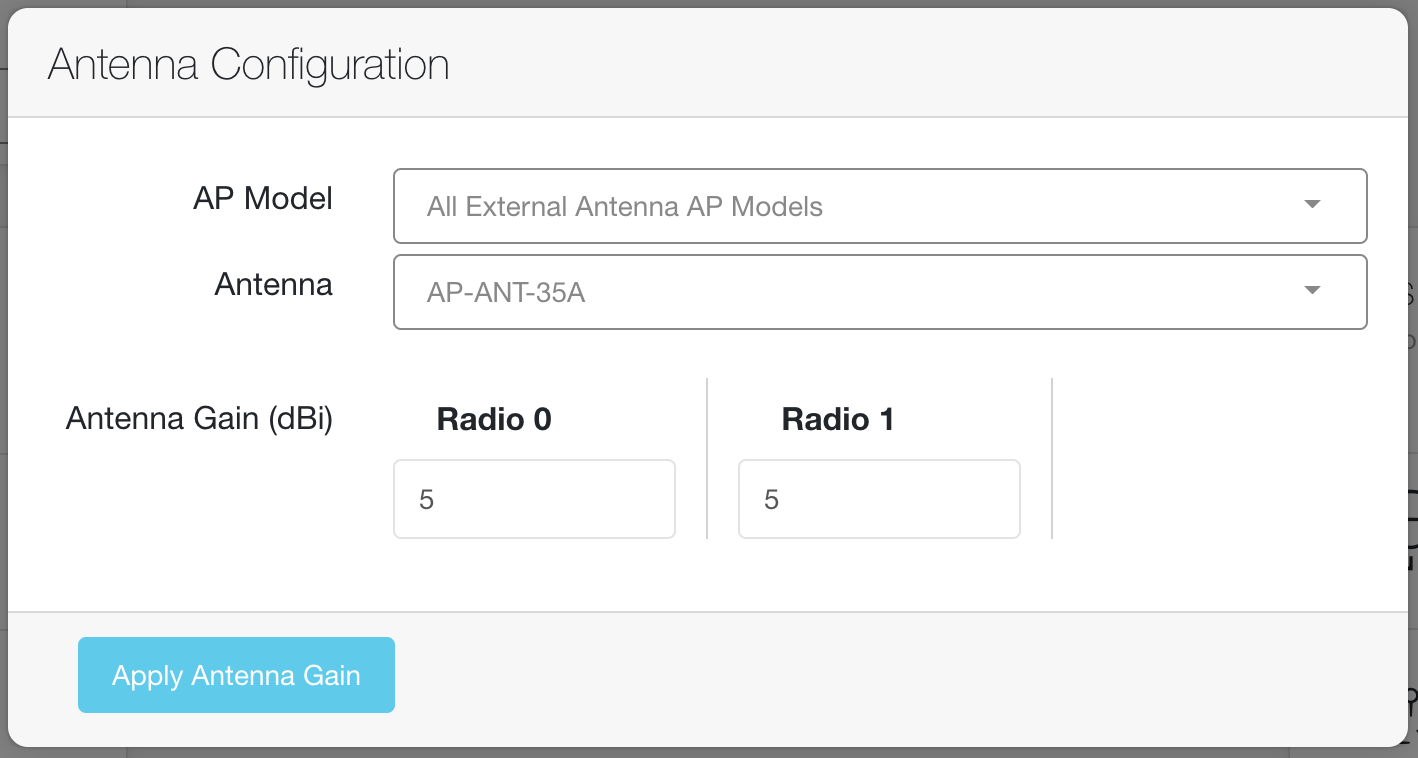 Antenna Configuration
AP Model
All External Antenna AP Models
Antenna
AP-ANT-35A
Antenna Gain (dBi)
Radio 0
Radio 1
5
5
Apply Antenna Gain